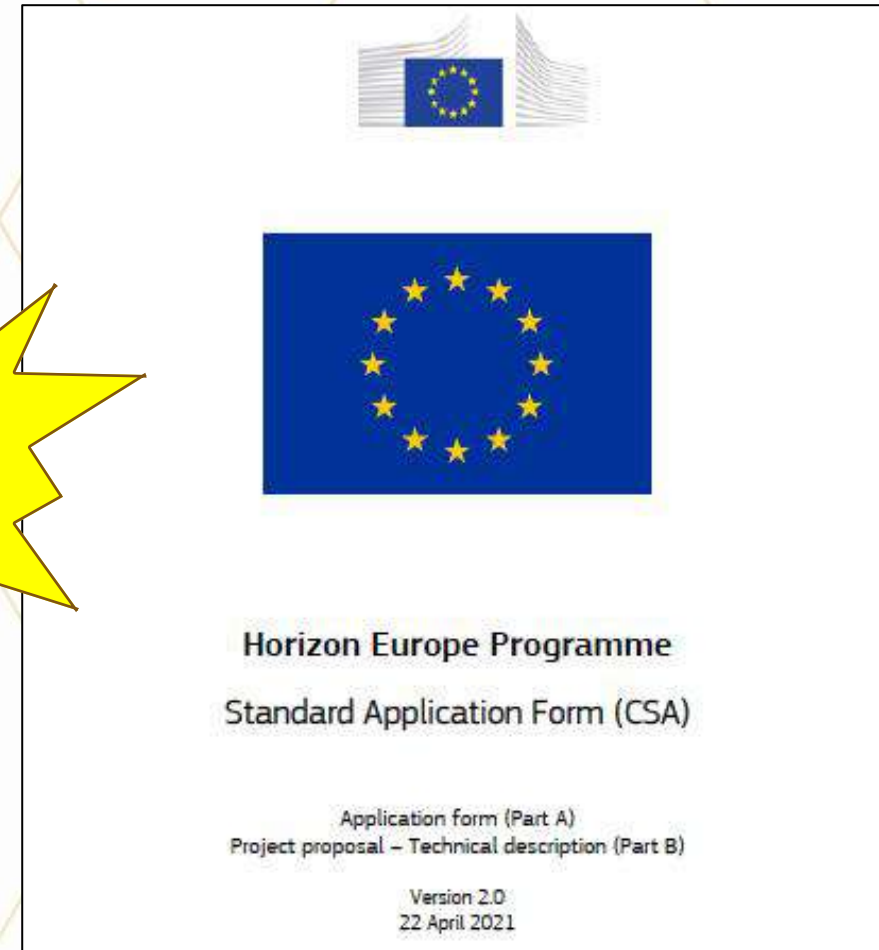 Horizon Europe Programme
Standard Application Form (CSA)
Application form (Part A)
Project proposal – Technical description (Part B)
Version 2.0
22 April 2021